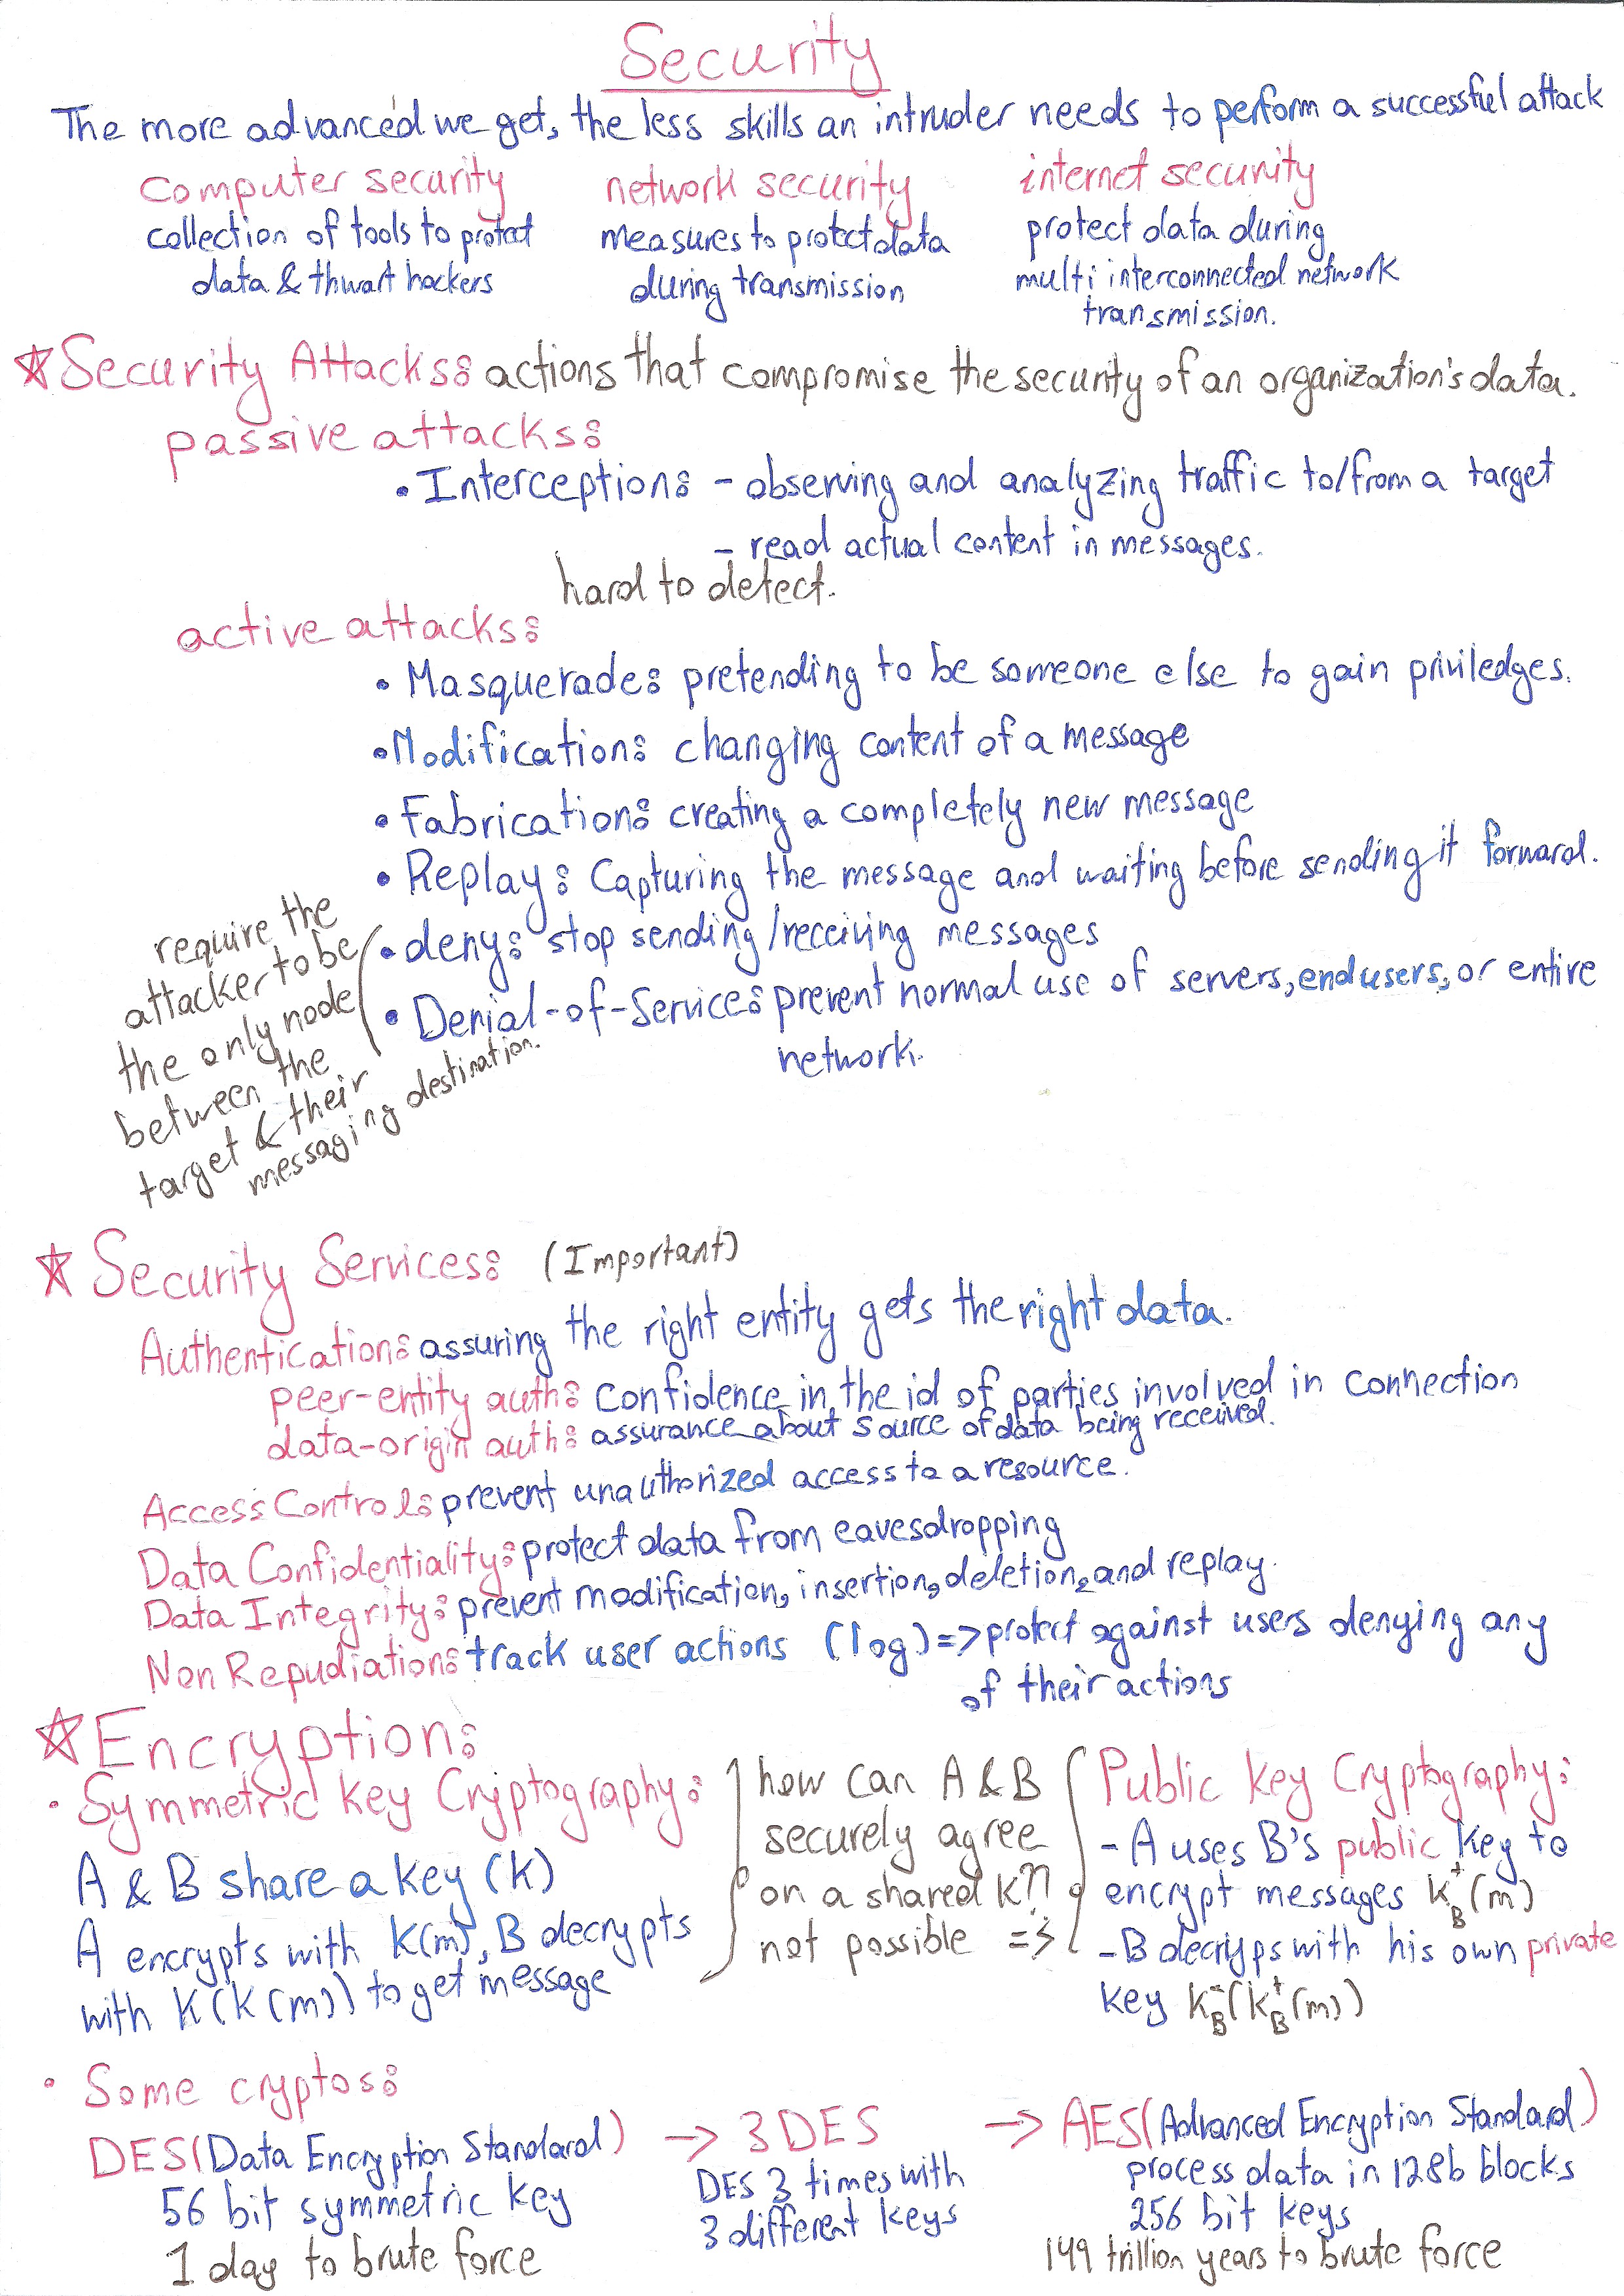 Security
The more advanced we get, the less skills an intruder needs to perform a successful attack
computer security
collection of tools to protect
data & thwart hackers
network security
measures to protect data
during transmission
internet security
protect data during
multi interconnected network
transmission.
☆ Security Attacks: actions that compromise the security of an organization's data.
passive attacks:
• Interception: - observing and analyzing traffic to/from a target
- read actual content in messages.
hard to detect.
active attacks:
• Masquerade: pretending to be someone else to gain priviledges.
• Modification: changing content of a message
• Fabrication: creating a completely new message
• Replay: Capturing the message and waiting before sending it forward.
• deny: stop sending/receiving messages
• Denial-of-Service: prevent normal use of servers, end users, or entire
network.
require the
attacker to be
the only node
between the
target & their
messaging destination.
☆ Security Services: (Important)
Authentication: assuring the right entity gets the right data.
peer-entity auth: confidence in the id of parties involved in connection
data-origin auth: assurance about source of data being received.
Access Control: prevent unauthorized access to a resource.
Data Confidentiality: protect data from eavesdropping
Data Integrity: prevent modification, insertion, deletion, and replay.
Non Repudiation: track user actions (log) => protect against users denying any
of their actions
☆ Encryption:
• Symmetric key Cryptography:
A & B share a key (k)
A encrypts with K(m), B decrypts
with K(K(m)) to get message
how can A & B
securely agree
on a shared K??
not possible =>
Public key Cryptography:
- A uses B's public key to
encrypt messages K_B^+(m)
- B decryps with his own private
key K_B^-(K_B^+(m))
• Some cryptos:
DES (Data Encryption Standard)
56 bit symmetric key
1 day to brute force
→ 3DES
DES 3 times with
3 different keys
→ AES (Advanced Encryption Standard)
process data in 128b blocks
256 bit keys
149 trillion years to brute force